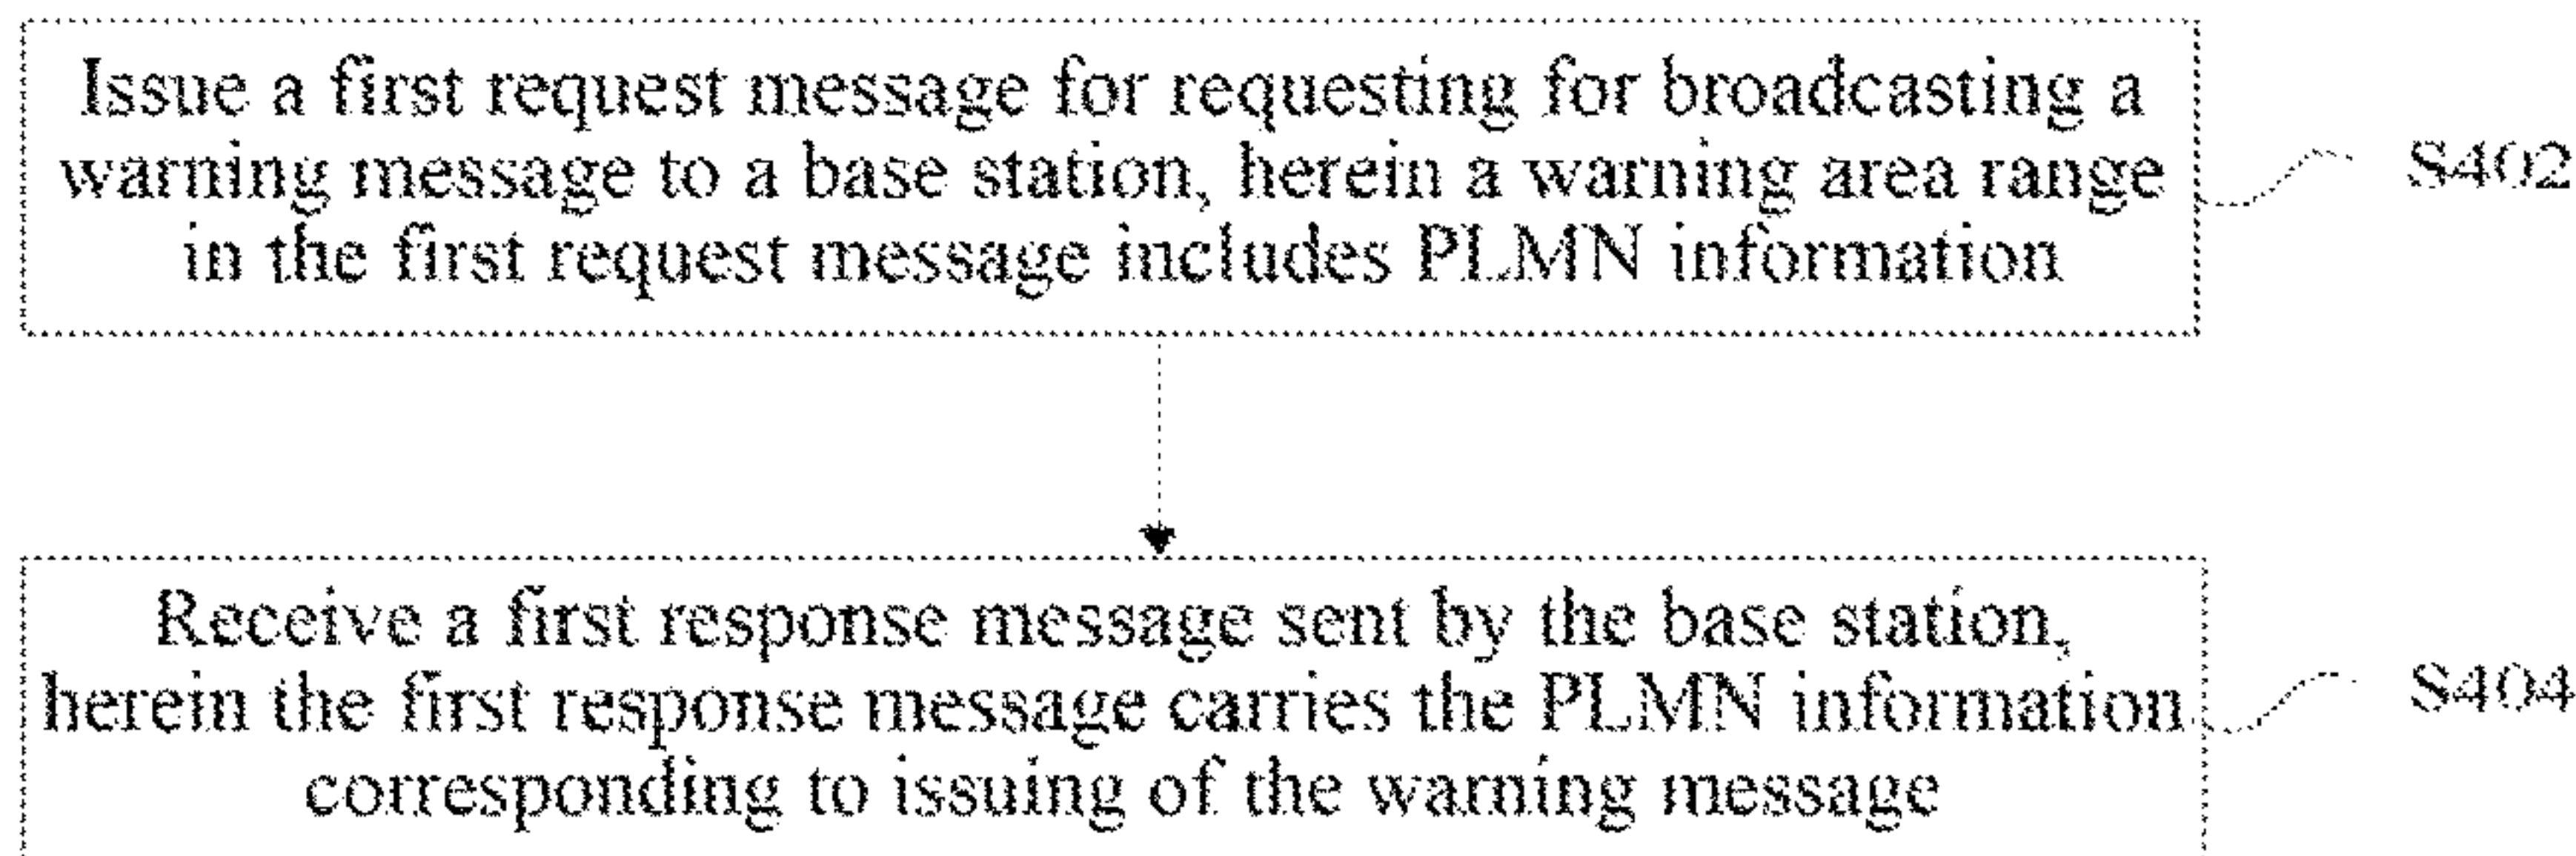 Issue a first request message for requesting for broadcasting a
warning message to a base station, herein a warning area range
in the first request message includes PLMN information
S402
Receive a first response message sent by the base station,
herein the first response message carries the PLMN information
corresponding to issuing of the warning message
S404